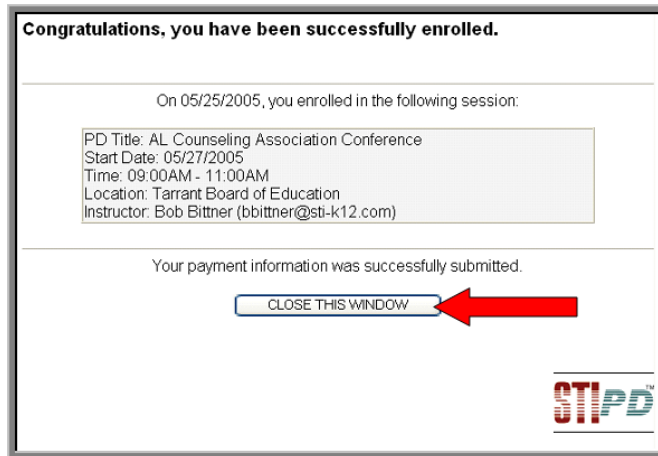 Congratulations, you have been successfully enrolled.
On 05/25/2005, you enrolled in the following session:
PD Title: AL Counseling Association Conference
Start Date: 05/27/2005
Time: 09:00AM - 11:00AM
Location: Tarrant Board of Education
Instructor: Bob Bittner (bbittner@sti-k12.com)
Your payment information was successfully submitted.
CLOSE THIS WINDOW
STIPD™